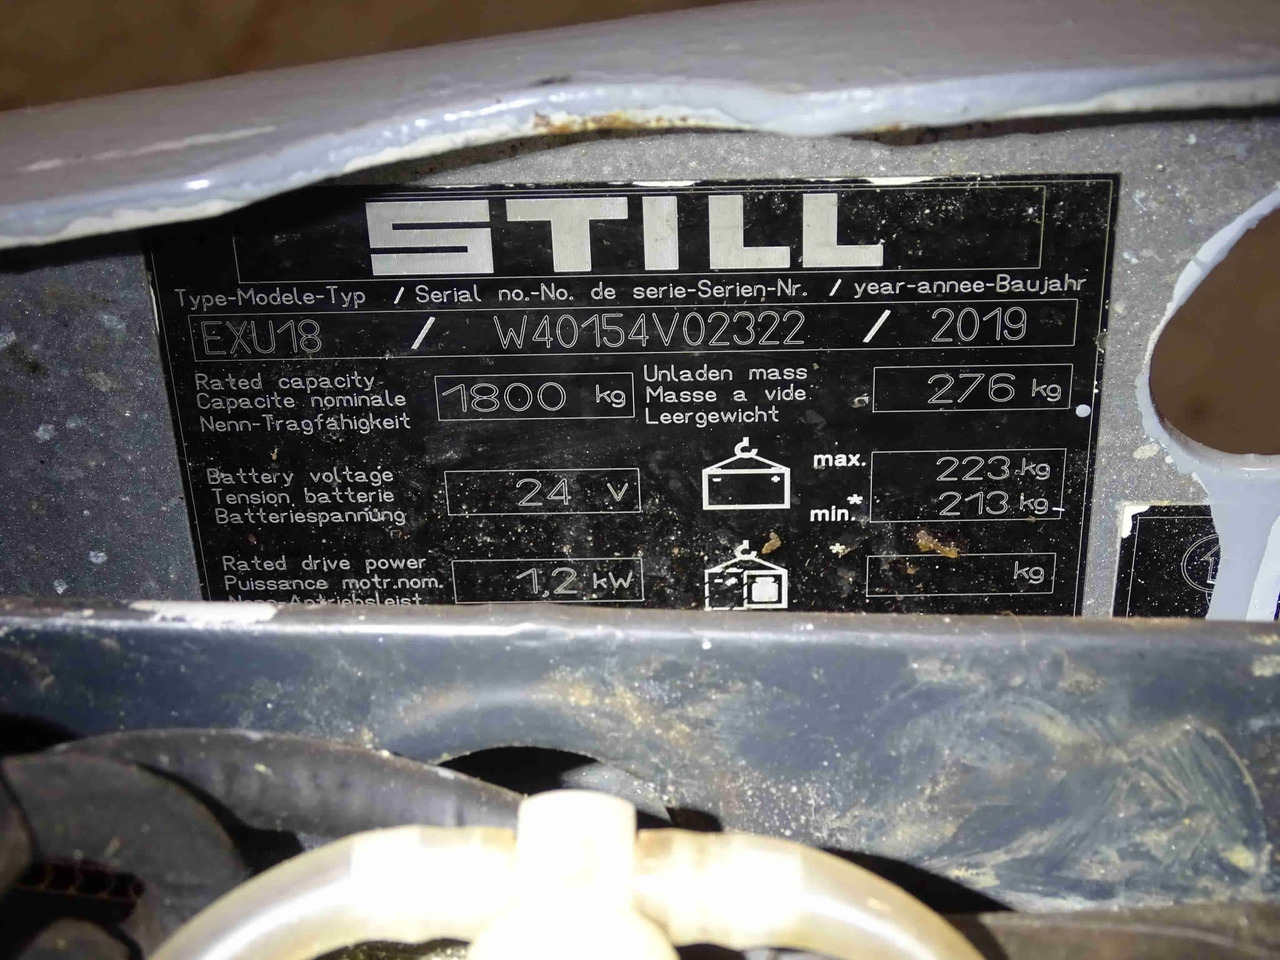 STILL
Type-Modele-Typ / Serial no.-No. de serie-Serien-Nr. / year-annee-Baujahr
EXU18 / W40154V02322 / 2019
Rated capacity
Capacite nominale
Nenn-Tragfähigkeit
1800 kg
Unladen mass
Masse a vide
Leergewicht
276 kg
Battery voltage
Tension batterie
Batteriespannung
24 V
max. 223 kg
min.* 213 kg
Rated drive power
Puissance motr.nom.
Nenn-Antriebsleist.
1,2 kW
* kg